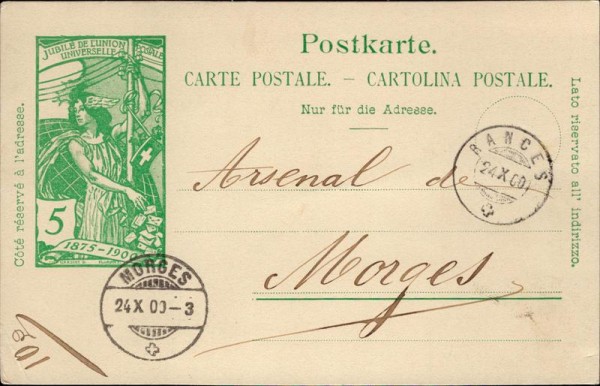 JUBILÉ DE L'UNION
POSTALE
UNIVERSELLE
5
1875-1900
Postkarte.
CARTE POSTALE. – CARTOLINA POSTALE.
Nur für die Adresse.
Côté réservé à l'adresse.
Lato riservato all' indirizzo.
RANCES
24 X 00
Arsenal de
Morges
MORGES
24 X 00 – 3